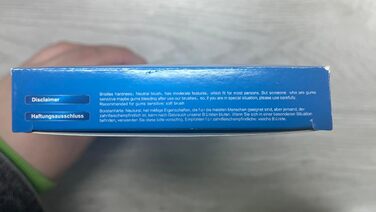 Disclaimer
Bristles hardness: Neutral brush, has moderate features, which fit for most persons. But someone who are gums
sensitive maybe gums bleeding after use our brushes, so, if you are in special situation, please use carefully.
Recommended for gums sensitive: soft brush
Haftungsausschluss
Borstenhärte: Neutral, hat mäßige Eigenschaften, die für die meisten Menschen geeignet sind, aber jemand, der
zahnfleischempfindlich ist, kann nach Gebrauch unserer Bürsten bluten. Wenn Sie sich in einer besonderen Situation
befinden, verwenden Sie diese bitte vorsichtig. Empfohlen für zahnfleischempfindliche: weiche Bürste.